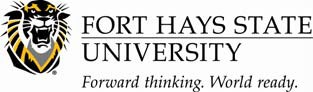 FORT HAYS STATE
UNIVERSITY
Forward thinking. World ready.